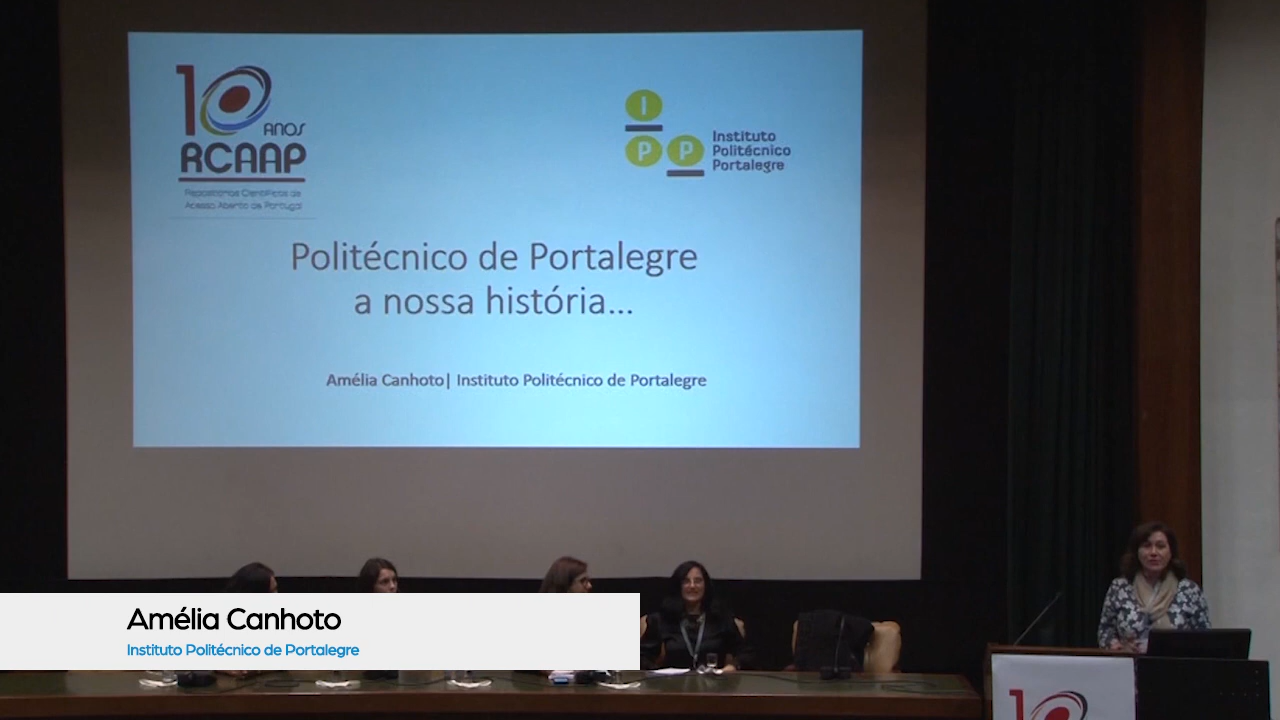 10
ANOS
RCAAP
Repositórios Científicos de
Acesso Aberto de Portugal
I
P P
Instituto
Politécnico
Portalegre
Politécnico de Portalegre
a nossa história...
Amélia Canhoto| Instituto Politécnico de Portalegre
Amélia Canhoto
Instituto Politécnico de Portalegre
10